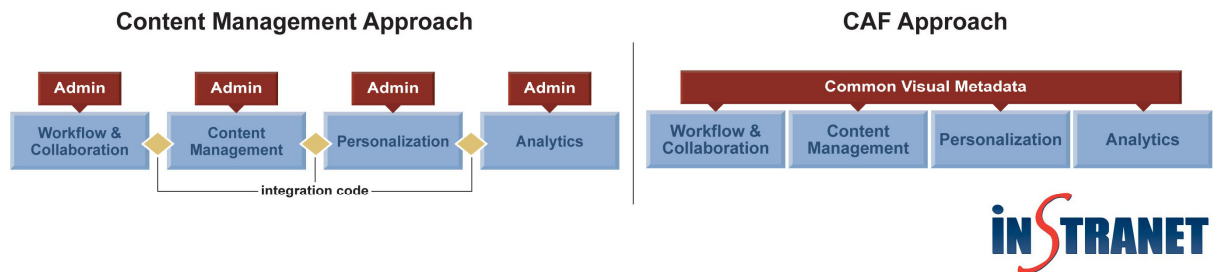 Content Management Approach
Admin
Admin
Admin
Admin
Workflow &
Collaboration
Content
Management
Personalization
Analytics
integration code
CAF Approach
Common Visual Metadata
Workflow &
Collaboration
Content
Management
Personalization
Analytics
inSTRANET